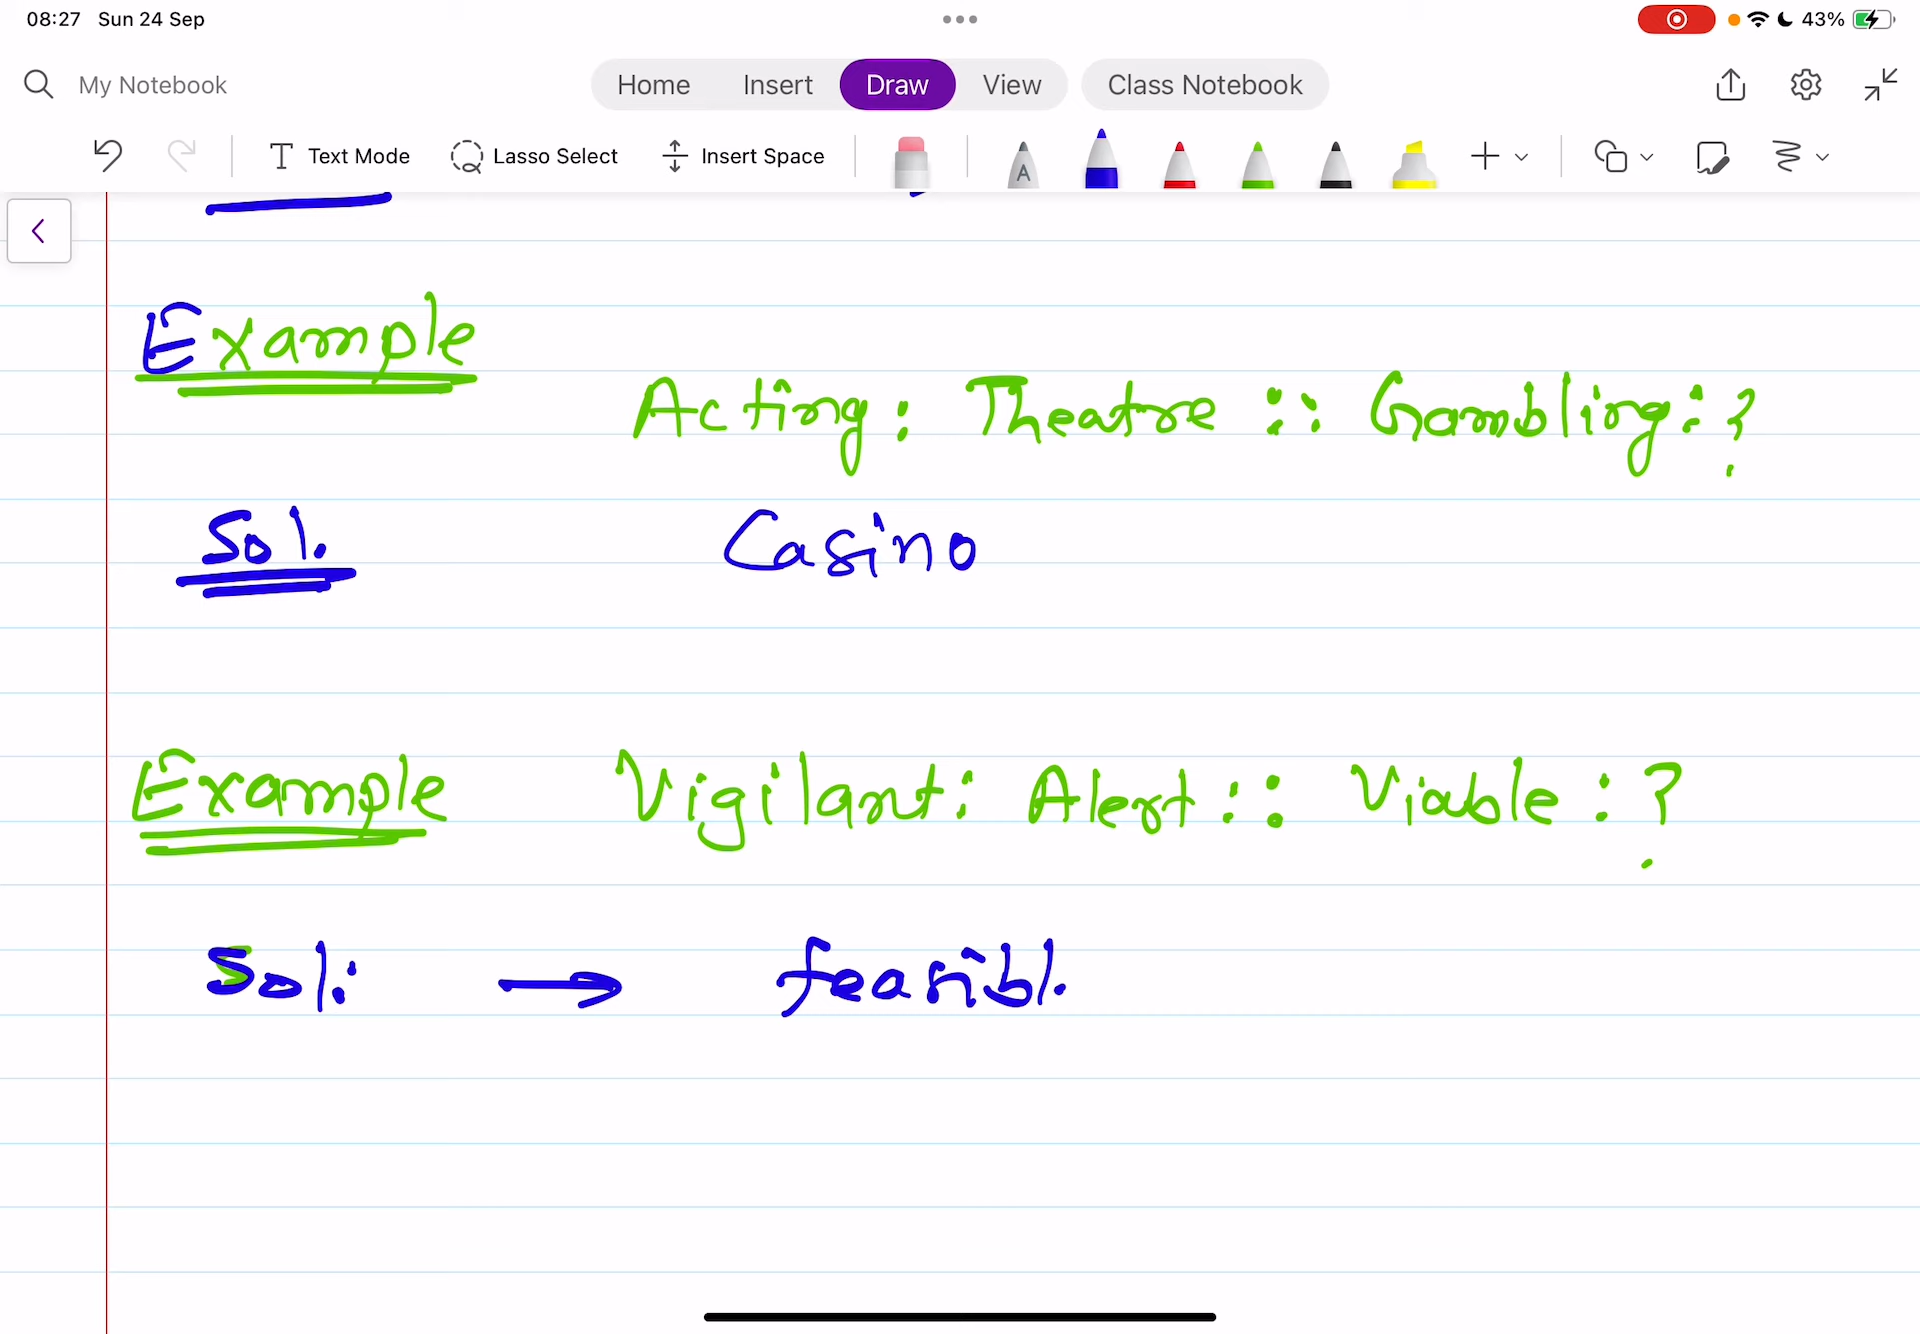 08:27 Sun 24 Sep 43%
My Notebook Home Insert Draw View Class Notebook
Text Mode Lasso Select Insert Space A
Example
Acting: Theatre :: Gambling: ?
Sol. Casino
Example Vigilant: Alert :: Viable : ?
Sol: → feasibl.